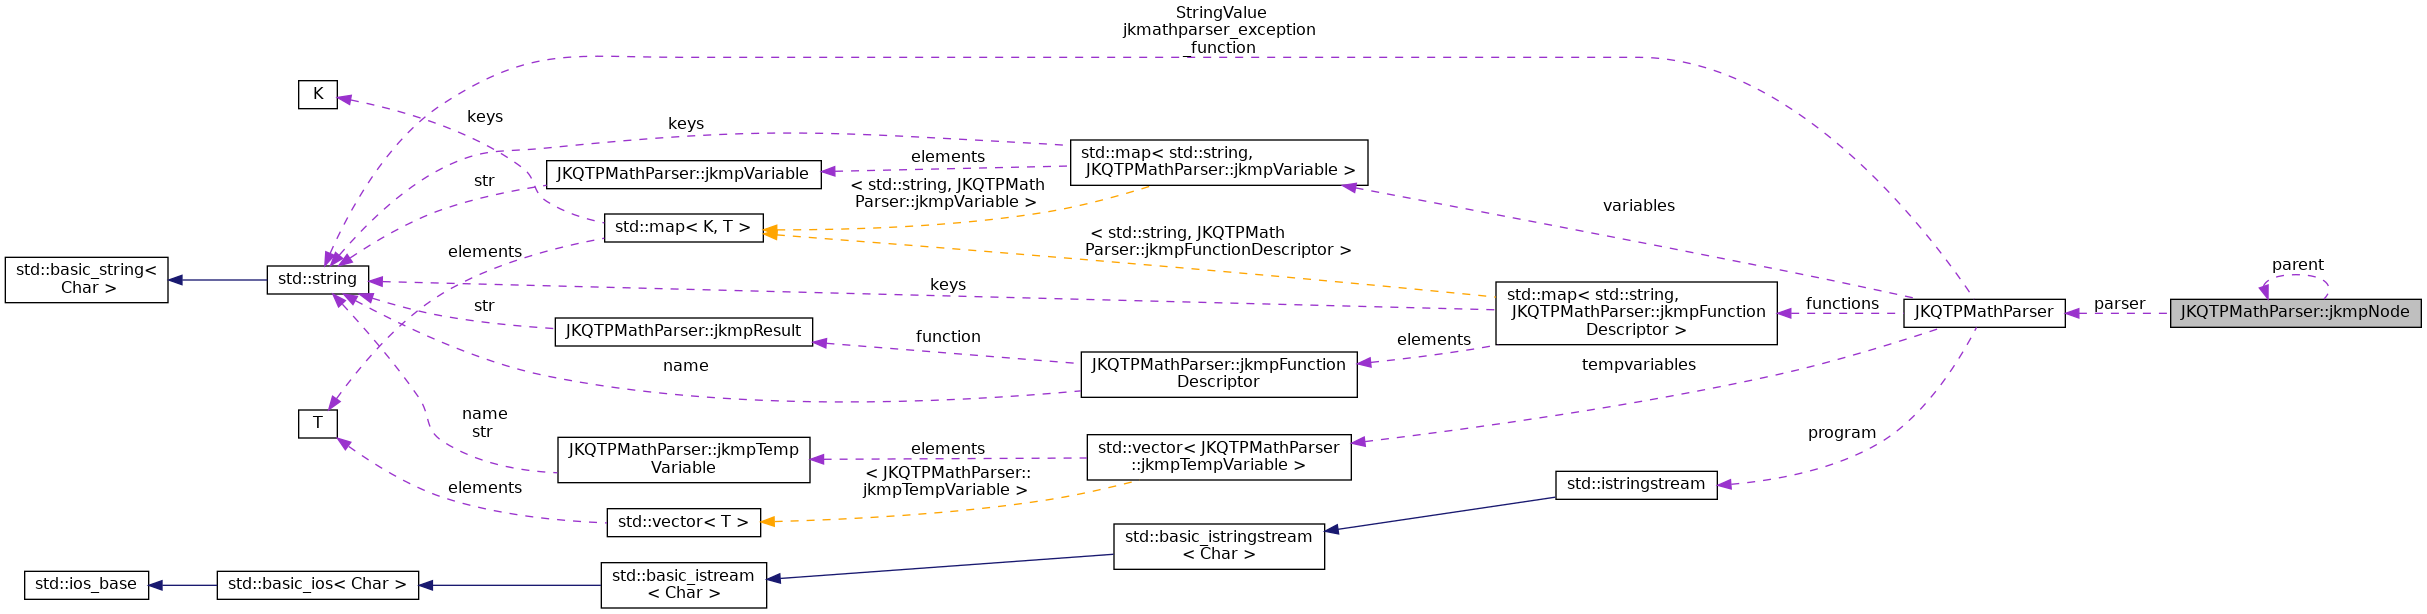 StringValue
jkmathparser_exception
_function
K
keys
keys
std::map< std::string,
JKQTPMathParser::jkmpVariable >
elements
JKQTPMathParser::jkmpVariable
str
< std::string, JKQTPMath
Parser::jkmpVariable >
variables
std::map< K, T >
< std::string, JKQTPMath
Parser::jkmpFunctionDescriptor >
elements
std::basic_string<
Char >
std::string
keys
std::map< std::string,
JKQTPMathParser::jkmpFunction
Descriptor >
functions
JKQTPMathParser
parser
parent
JKQTPMathParser::jkmpNode
str
JKQTPMathParser::jkmpResult
function
elements
JKQTPMathParser::jkmpFunction
Descriptor
name
tempvariables
T
name
str
JKQTPMathParser::jkmpTemp
Variable
elements
std::vector< JKQTPMathParser
::jkmpTempVariable >
program
< JKQTPMathParser::
jkmpTempVariable >
elements
std::vector< T >
std::istringstream
std::basic_istringstream
< Char >
std::ios_base
std::basic_ios< Char >
std::basic_istream
< Char >